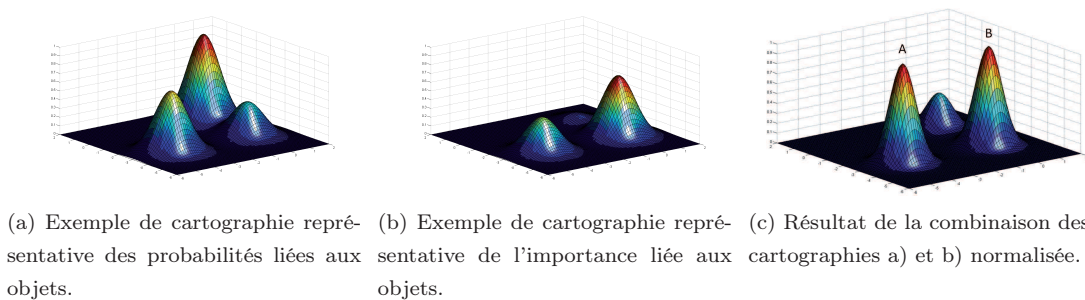 A
B
(a) Exemple de cartographie repré-
sentative des probabilités liées aux
objets.
(b) Exemple de cartographie repré-
sentative de l'importance liée aux
objets.
(c) Résultat de la combinaison des
cartographies a) et b) normalisée.